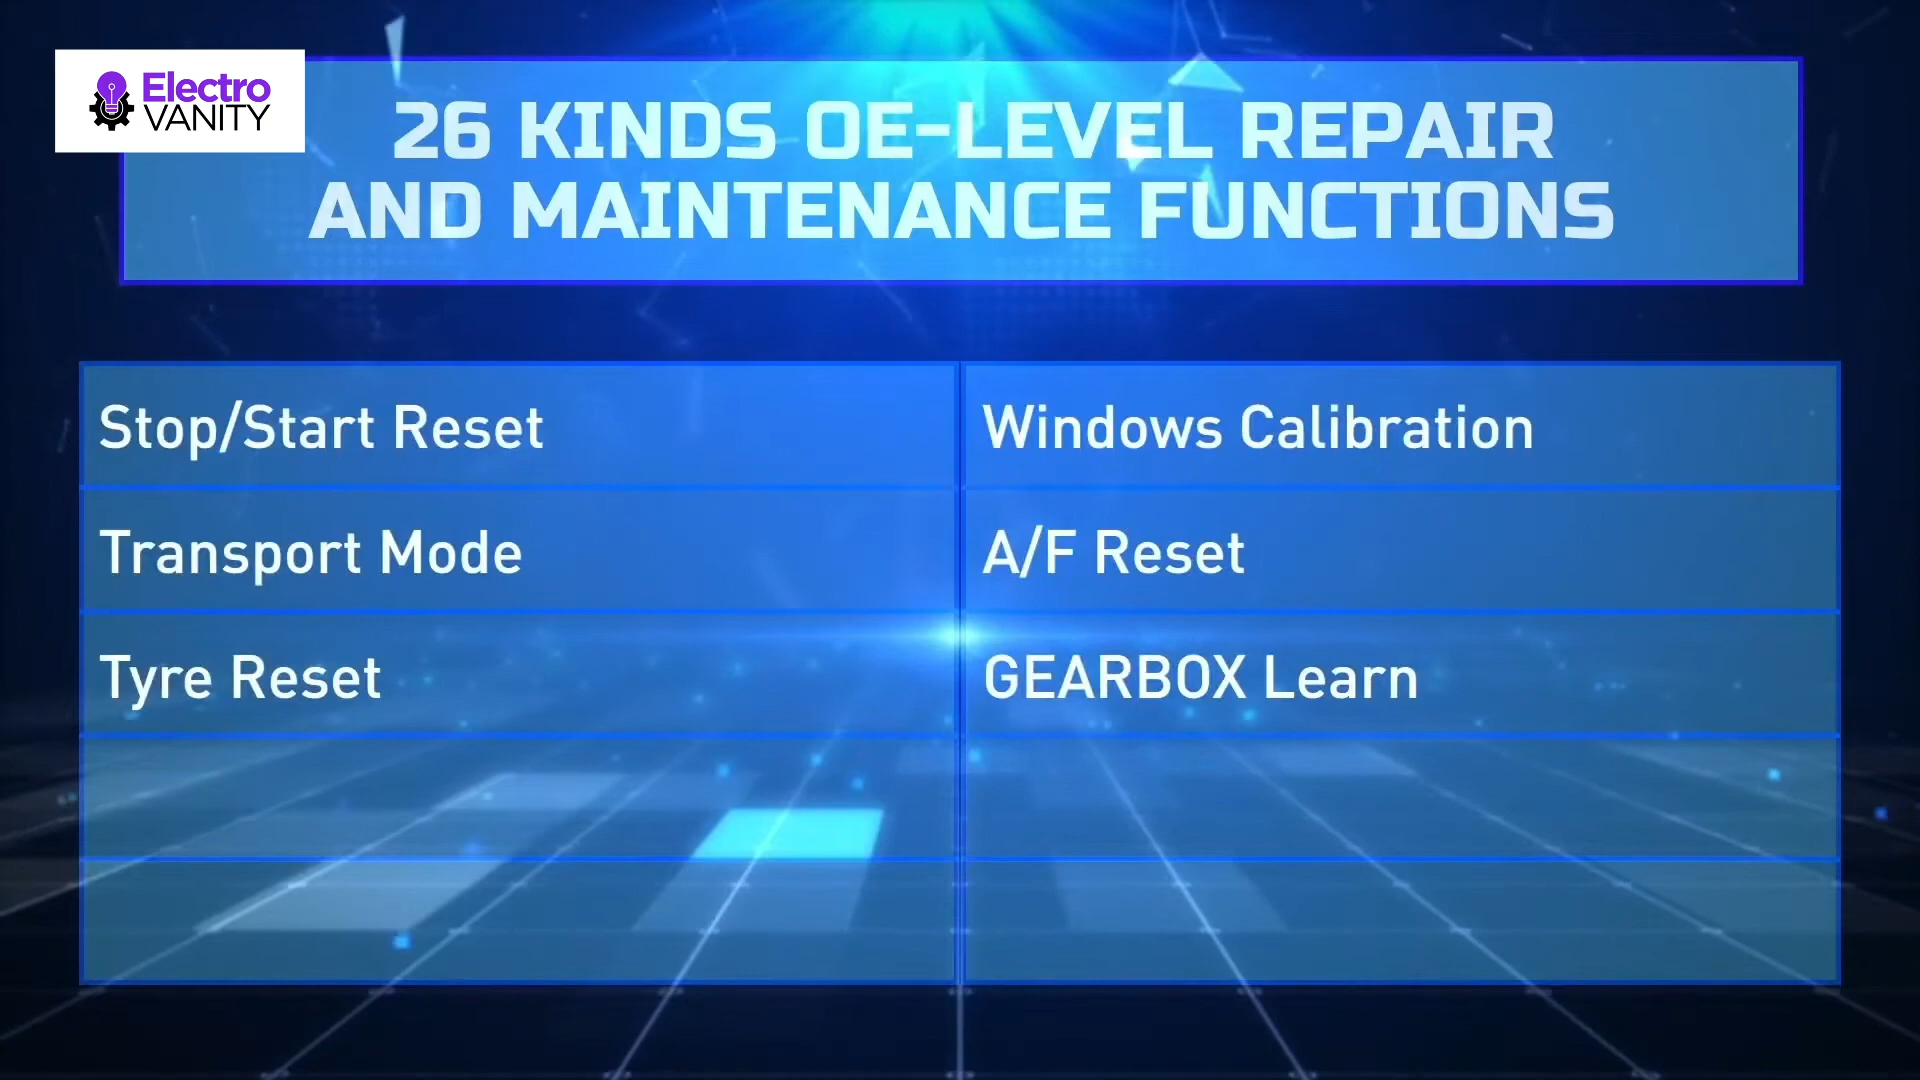 Electro
VANITY
26 KINDS OE-LEVEL REPAIR
AND MAINTENANCE FUNCTIONS
Stop/Start Reset
Windows Calibration
Transport Mode
A/F Reset
Tyre Reset
GEARBOX Learn